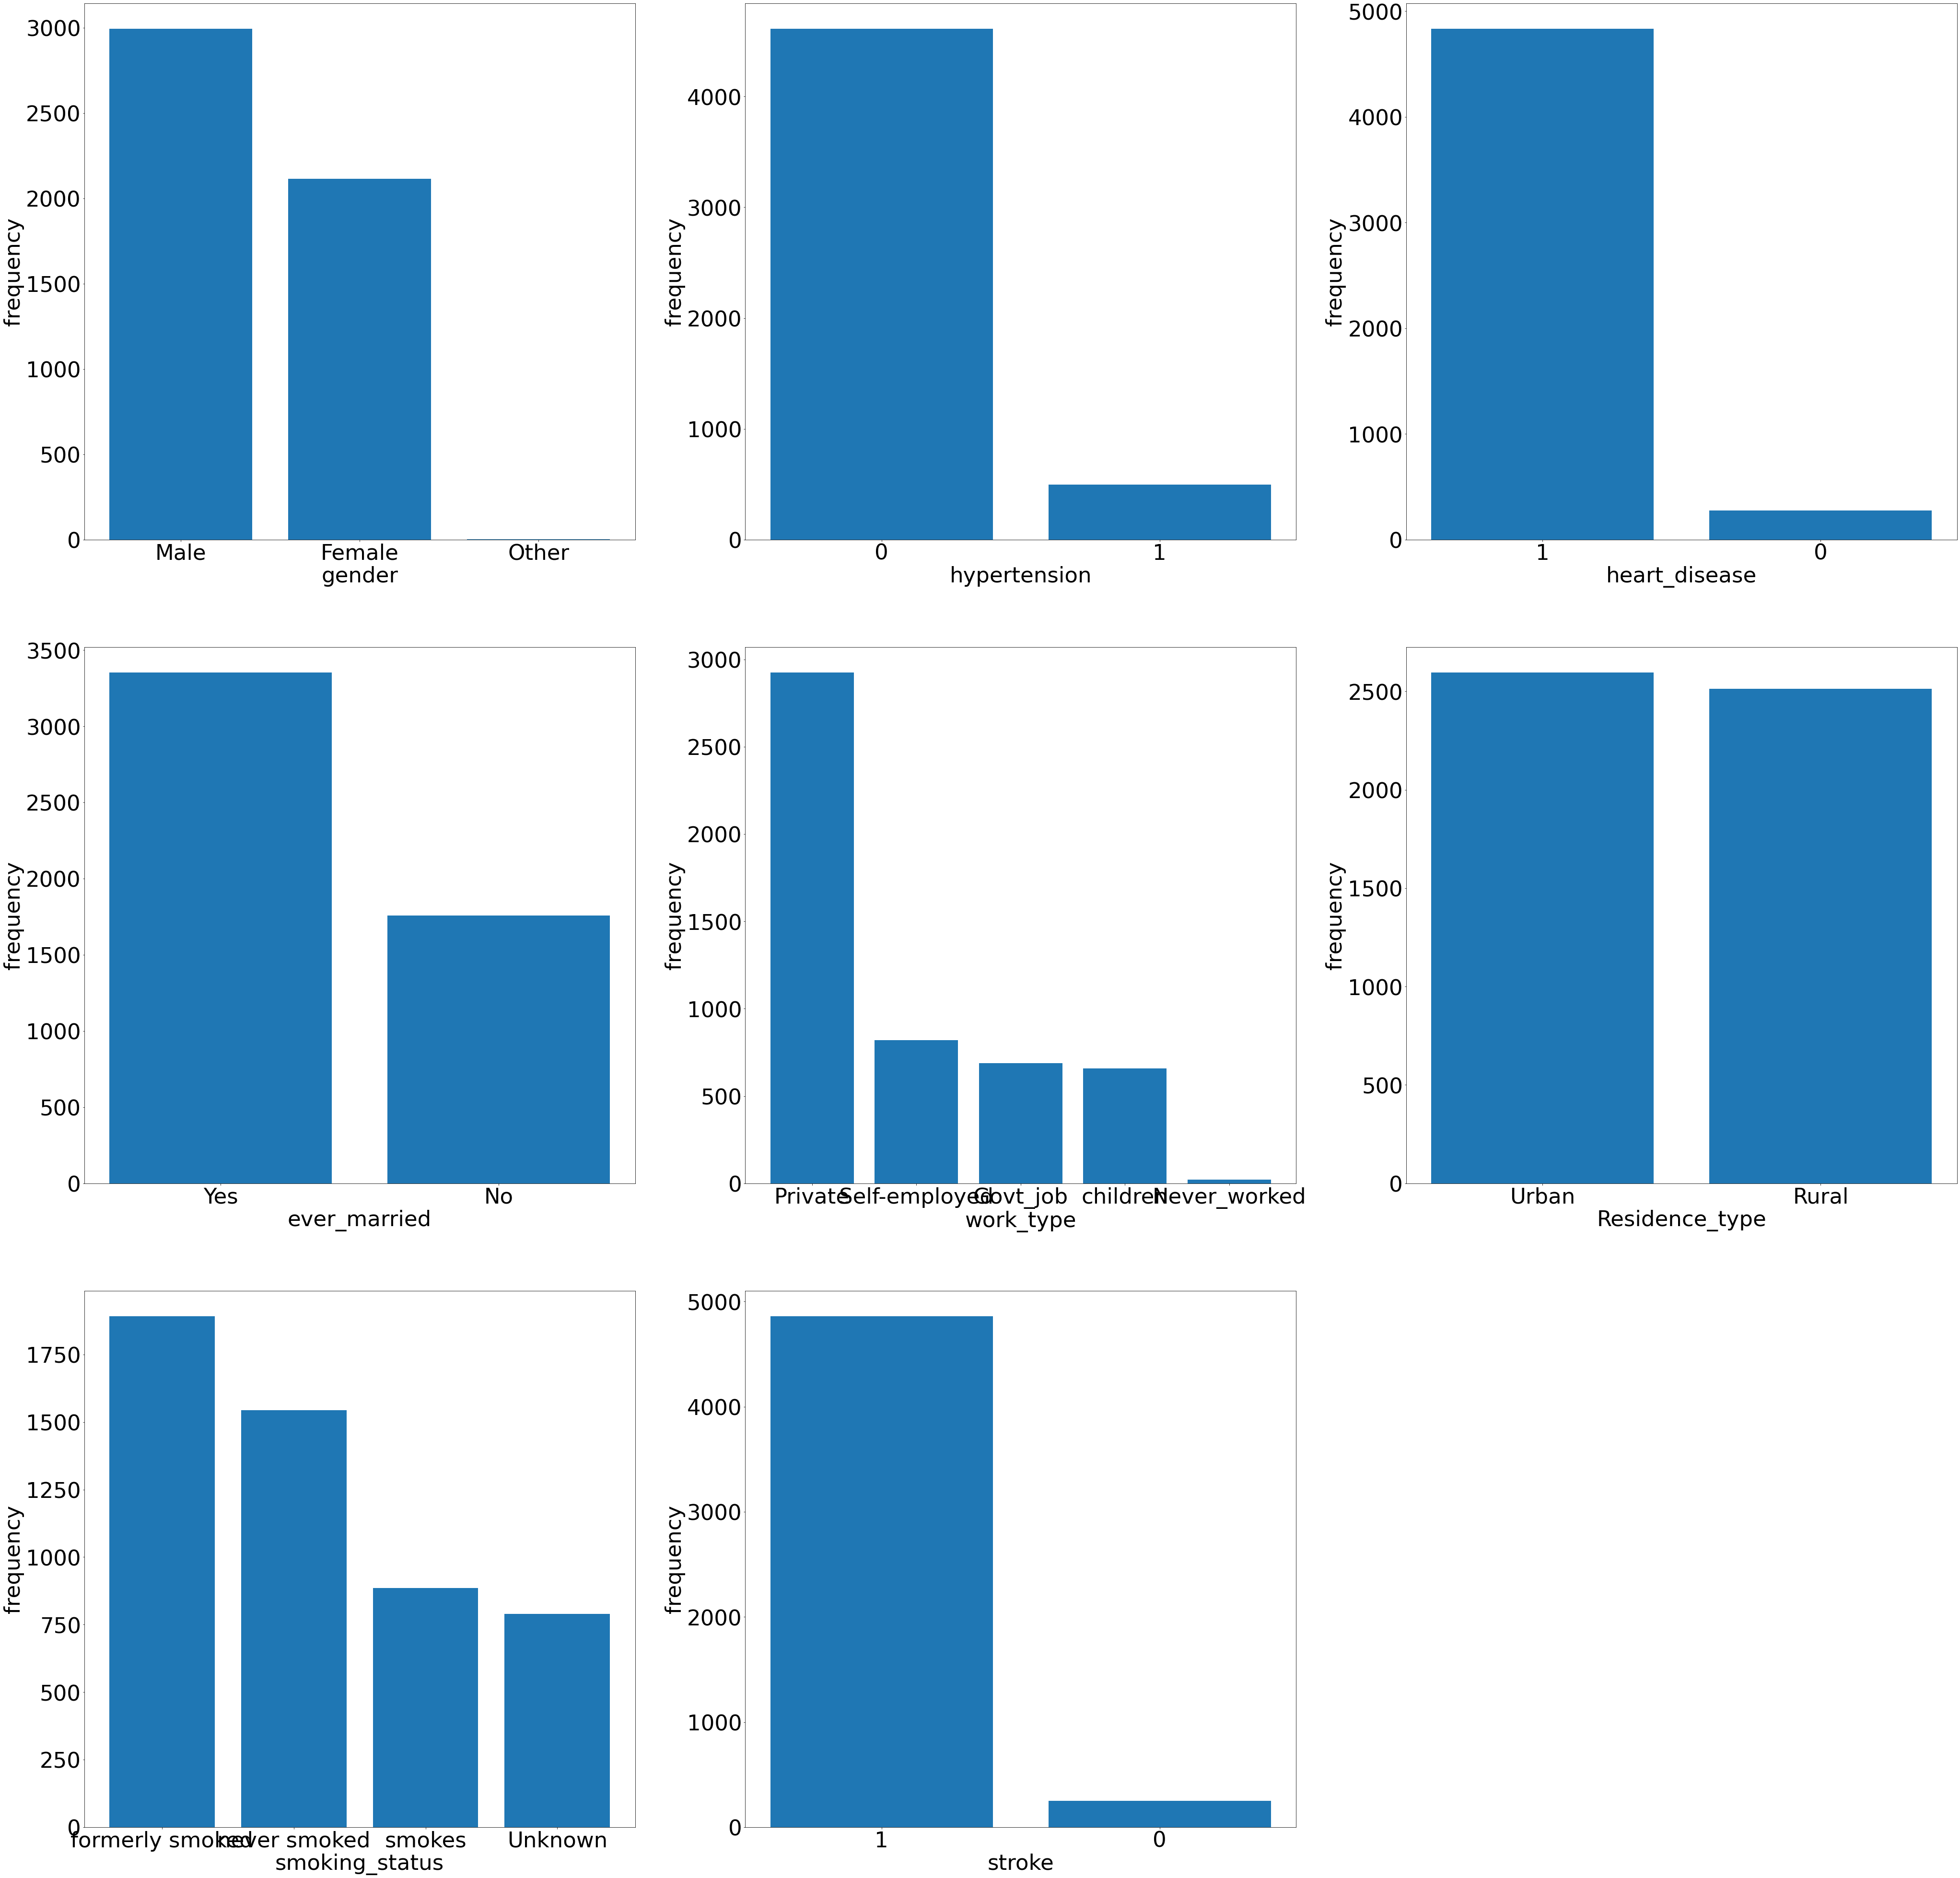 3000
2500
2000
1500
1000
500
0
frequency
Male Female Other
gender
4000
3000
2000
1000
0
frequency
0 1
hypertension
5000
4000
3000
2000
1000
0
frequency
1 0
heart_disease
3500
3000
2500
2000
1500
1000
500
0
frequency
Yes No
ever_married
3000
2500
2000
1500
1000
500
0
frequency
Private Self-employed Govt_job children Never_worked
work_type
2500
2000
1500
1000
500
0
frequency
Urban Rural
Residence_type
1750
1500
1250
1000
750
500
250
0
frequency
formerly smoked never smoked smokes Unknown
smoking_status
5000
4000
3000
2000
1000
0
frequency
1 0
stroke